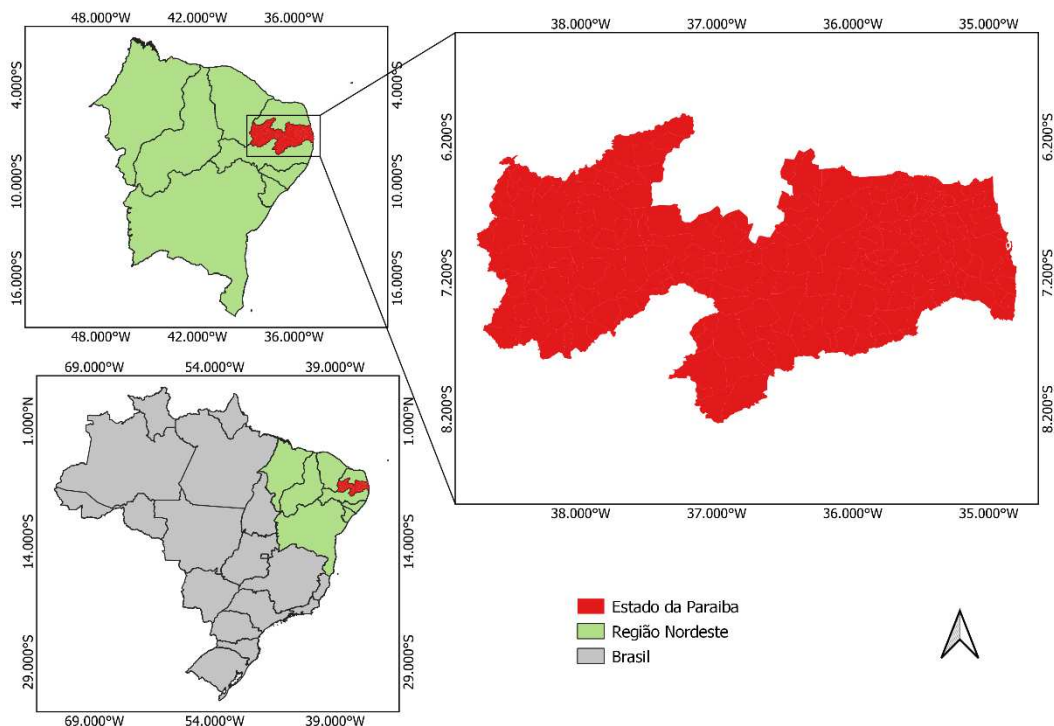 48.000°W 42.000°W 36.000°W
4.000°S
10.000°S
16.000°S
4.000°S
10.000°S
16.000°S
48.000°W 42.000°W 36.000°W
38.000°W 37.000°W 36.000°W 35.000°W
6.200°S
7.200°S
8.200°S
6.200°S
7.200°S
8.200°S
38.000°W 37.000°W 36.000°W 35.000°W
69.000°W 54.000°W 39.000°W
1.000°N
14.000°S
29.000°S
1.000°N
14.000°S
29.000°S
69.000°W 54.000°W 39.000°W
Estado da Paraiba
Região Nordeste
Brasil